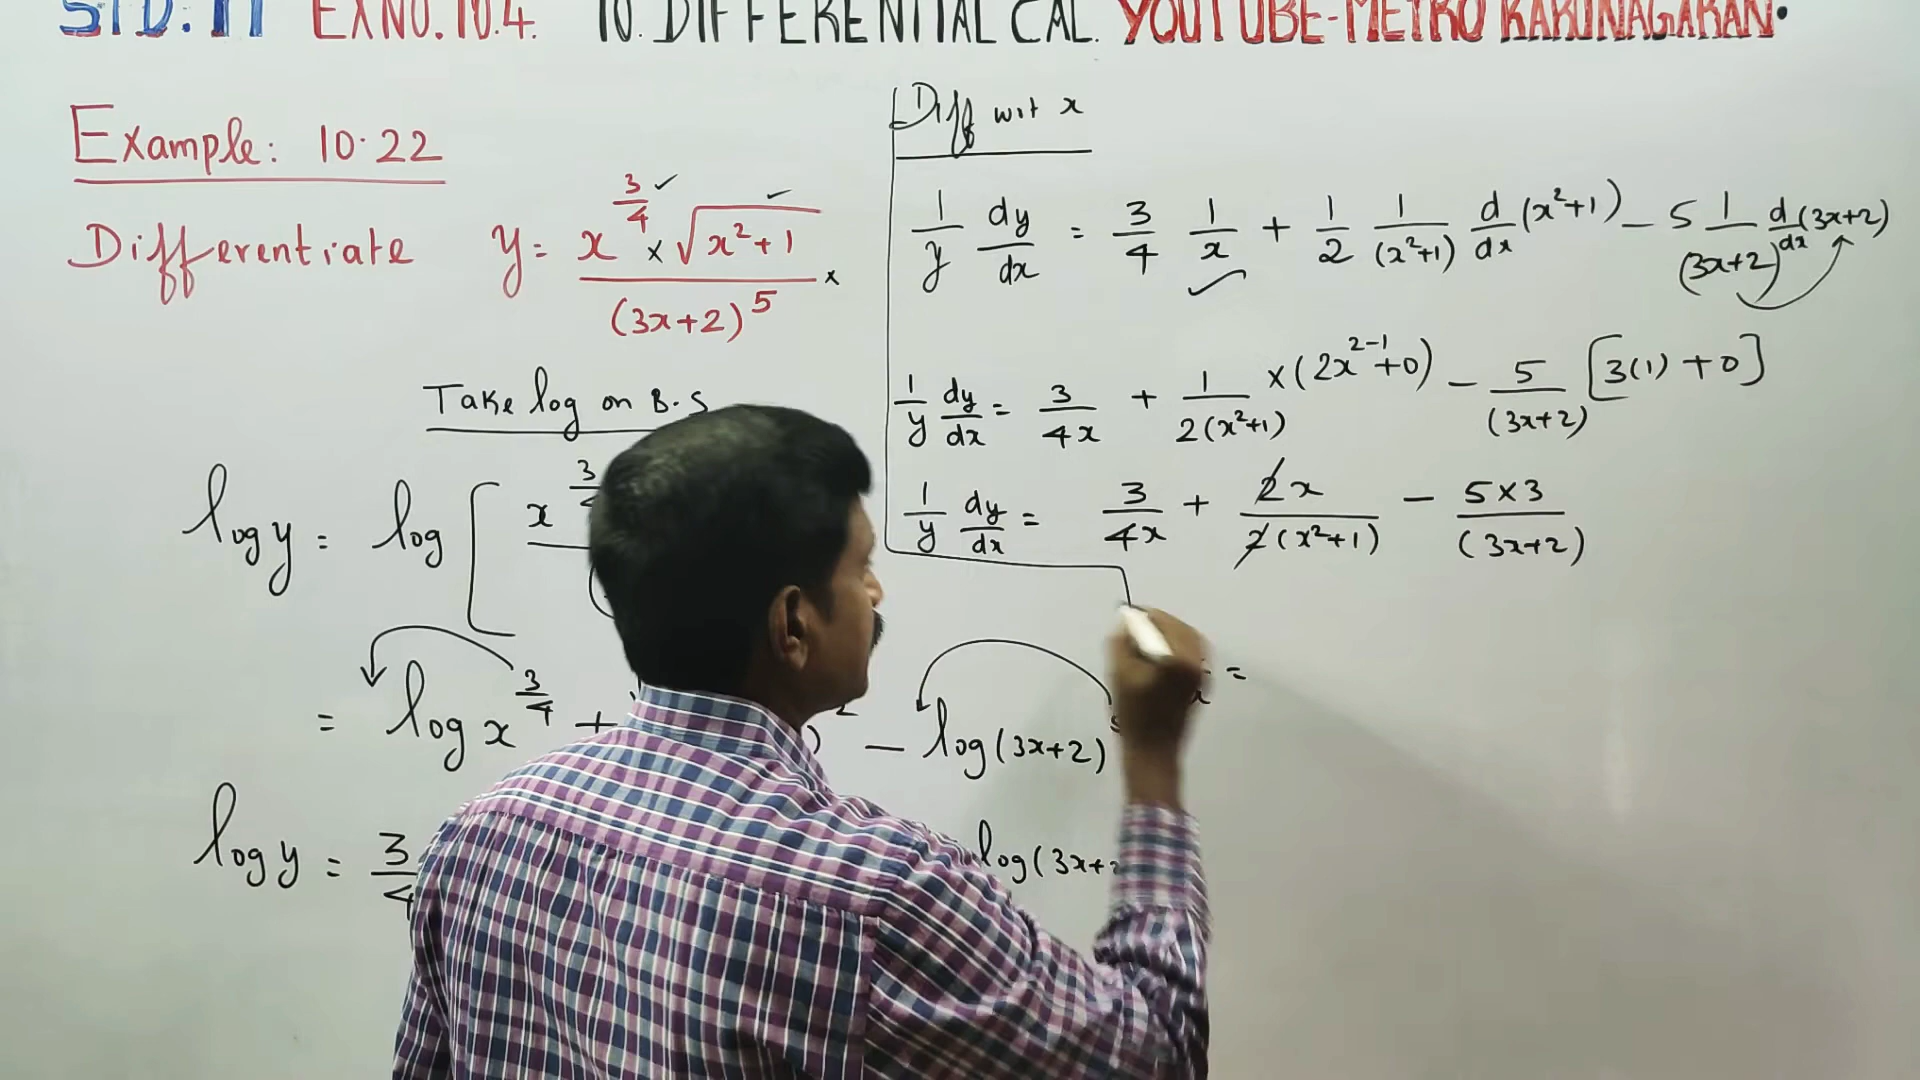 STD. 11 EXNO. 10.4. 10. DIFFERENTIAL CAL. YOUTUBE-METRO KARUNAGARAN.
Example: 10.22
Differentiate y = x^(3/4) × √(x²+1) / (3x+2)^5 ×
Take log on B.S
log y = log [ x^(3/
= log x^(3/4) + ) − log (3x+2)
log y = 3/4 log (3x+
Diff wrt x
1/y dy/dx = 3/4 1/x + 1/2 1/(x²+1) d/dx (x²+1) − 5 1/(3x+2) d/dx (3x+2)
1/y dy/dx = 3/4x + 1/2(x²+1) × (2x^(2−1) + 0) − 5/(3x+2) [3(1) + 0]
1/y dy/dx = 3/4x + 2x/2(x²+1) − 5×3/(3x+2)
=